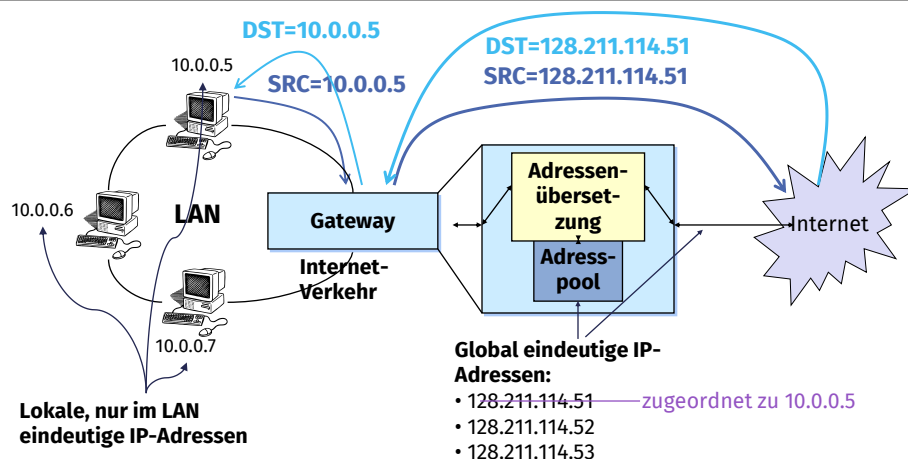 DST=10.0.0.5
DST=128.211.114.51
10.0.0.5
SRC=10.0.0.5
SRC=128.211.114.51
Adressen-
überset-
zung
10.0.0.6
LAN
Gateway
Internet
Internet-
Verkehr
Adress-
pool
10.0.0.7
Global eindeutige IP-
Adressen:
• 128.211.114.51 zugeordnet zu 10.0.0.5
• 128.211.114.52
• 128.211.114.53
Lokale, nur im LAN
eindeutige IP-Adressen